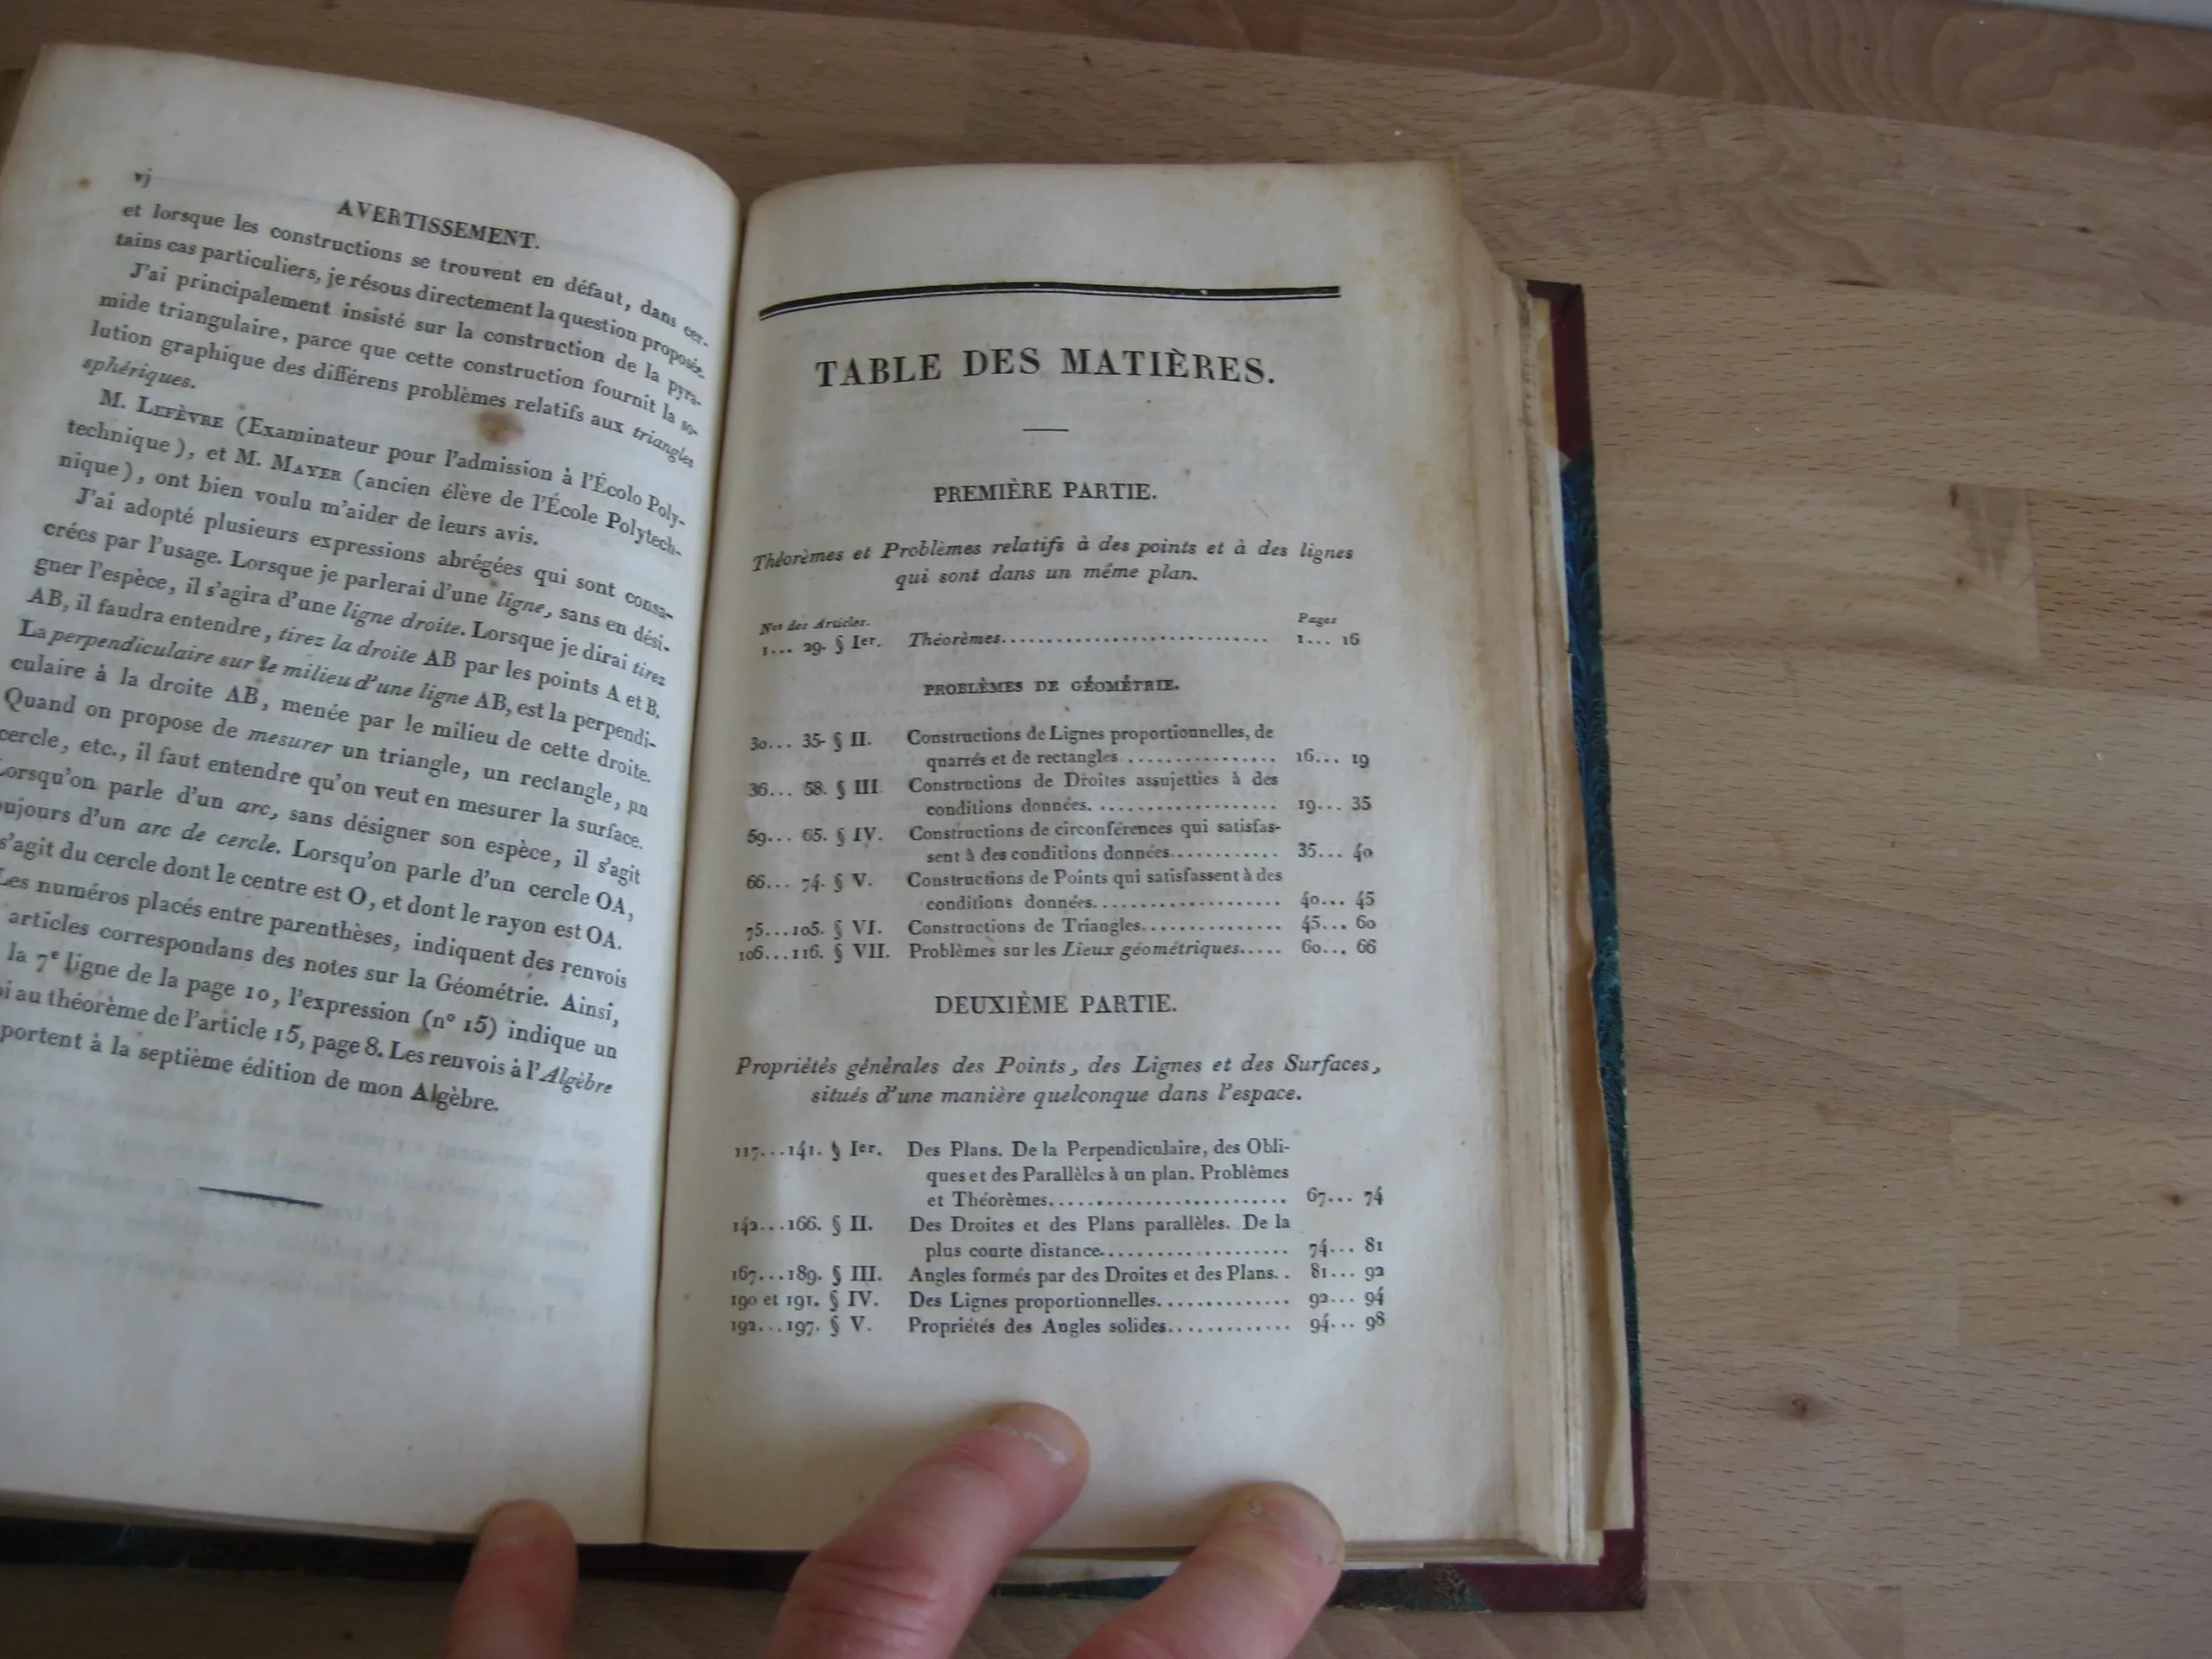 vj
AVERTISSEMENT.
et lorsque les constructions se trouvent en défaut, dans cer-
tains cas particuliers, je résous directement la question proposée.
J'ai principalement insisté sur la construction de la pyra-
mide triangulaire, parce que cette construction fournit la so-
lution graphique des différens problèmes relatifs aux triangles
sphériques.
M. LEFÈVRE (Examinateur pour l'admission à l'Écolo Poly-
technique), et M. MAYER (ancien élève de l'École Polytech-
nique), ont bien voulu m'aider de leurs avis.
J'ai adopté plusieurs expressions abrégées qui sont consa-
crées par l'usage. Lorsque je parlerai d'une ligne, sans en dési-
gner l'espèce, il s'agira d'une ligne droite. Lorsque je dirai tirez
AB, il faudra entendre, tirez la droite AB par les points A et B.
La perpendiculaire sur le milieu d'une ligne AB, est la perpendi-
culaire à la droite AB, menée par le milieu de cette droite.
Quand on propose de mesurer un triangle, un rectangle, un
cercle, etc., il faut entendre qu'on veut en mesurer la surface.
Lorsqu'on parle d'un arc, sans désigner son espèce, il s'agit
oujours d'un arc de cercle. Lorsqu'on parle d'un cercle OA,
s'agit du cercle dont le centre est O, et dont le rayon est OA.
Les numéros placés entre parenthèses, indiquent des renvois
articles correspondans des notes sur la Géométrie. Ainsi,
la 7e ligne de la page 10, l'expression (n° 15) indique un
oi au théorème de l'article 15, page 8. Les renvois à l'Algèbre
portent à la septième édition de mon Algèbre.
TABLE DES MATIÈRES.
PREMIÈRE PARTIE.
Théorèmes et Problèmes relatifs à des points et à des lignes
qui sont dans un même plan.
Nos des Articles. Pages
1... 29. § Ier. Théorèmes............................ 1... 16
PROBLÈMES DE GÉOMÉTRIE.
30... 35. § II. Constructions de Lignes proportionnelles, de
quarrés et de rectangles................ 16... 19
36... 58. § III. Constructions de Droites assujetties à des
conditions données.................... 19... 35
59... 65. § IV. Constructions de circonférences qui satisfas-
sent à des conditions données............ 35... 40
66... 74. § V. Constructions de Points qui satisfassent à des
conditions données.................... 40... 45
75...105. § VI. Constructions de Triangles............... 45... 60
106...116. § VII. Problèmes sur les Lieux géométriques..... 60... 66
DEUXIÈME PARTIE.
Propriétés générales des Points, des Lignes et des Surfaces,
situés d'une manière quelconque dans l'espace.
117...141. § Ier. Des Plans. De la Perpendiculaire, des Obli-
ques et des Parallèles à un plan. Problèmes
et Théorèmes........................ 67... 74
142...166. § II. Des Droites et des Plans parallèles. De la
plus courte distance.................... 74... 81
167...189. § III. Angles formés par des Droites et des Plans.. 81... 92
190 et 191. § IV. Des Lignes proportionnelles.............. 92... 94
192...197. § V. Propriétés des Angles solides............. 94... 98